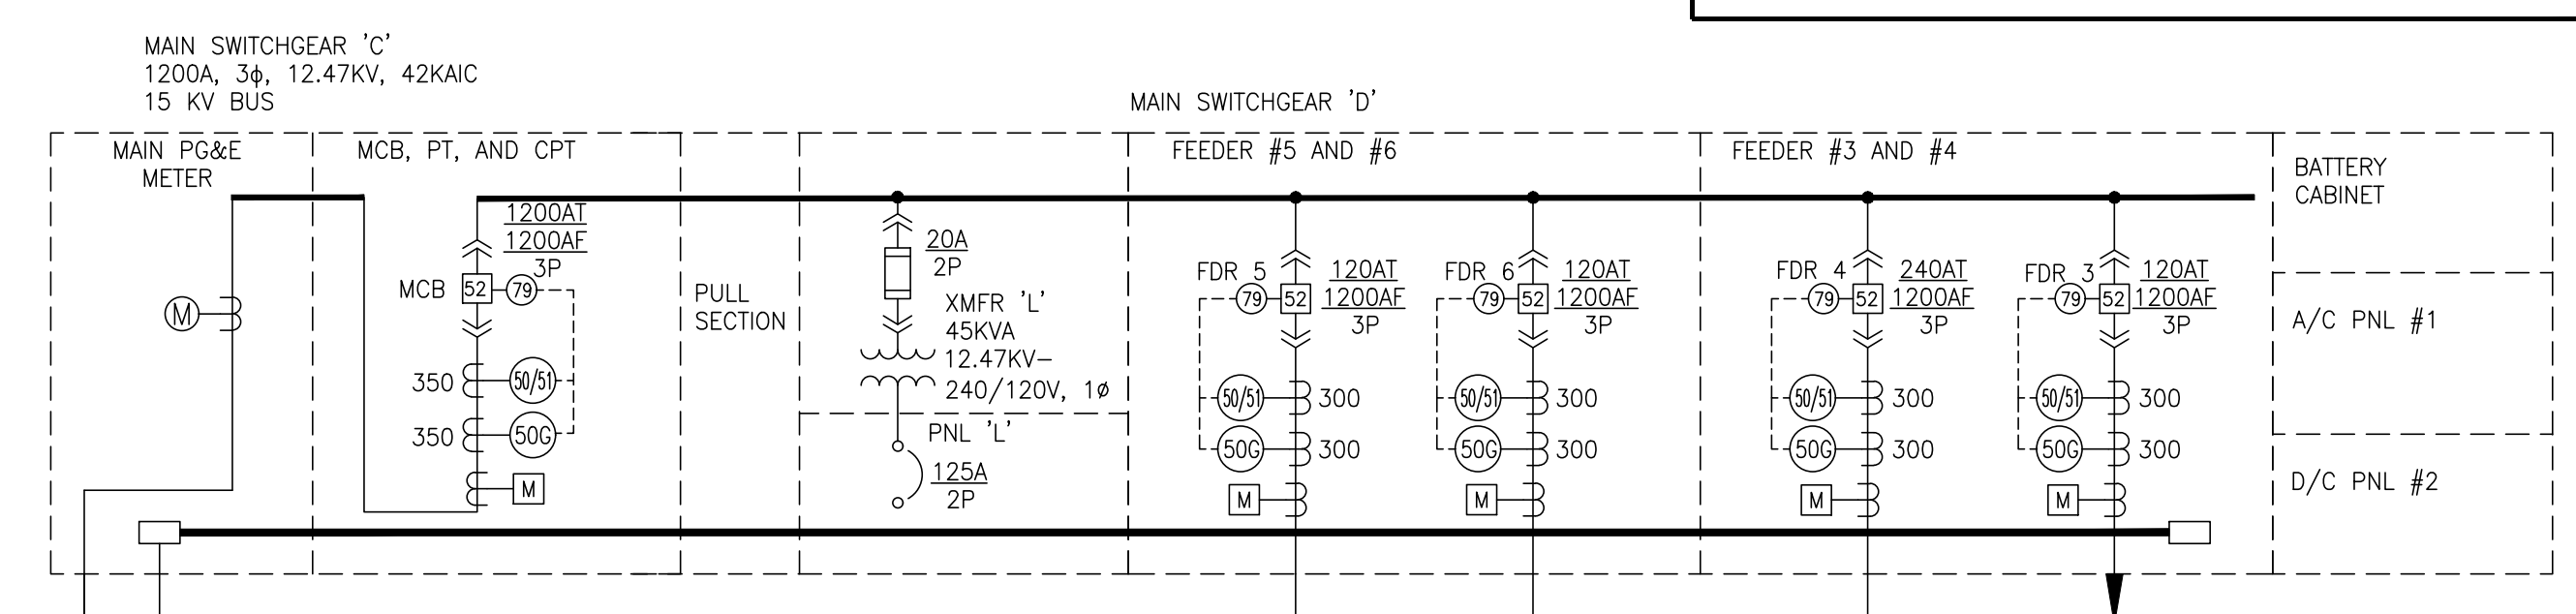 MAIN SWITCHGEAR 'C'
1200A, 3ϕ, 12.47KV, 42KAIC
15 KV BUS
MAIN SWITCHGEAR 'D'
MAIN PG&E
METER
M
MCB, PT, AND CPT
1200AT
1200AF
3P
MCB
52
79
350
50/51
350
50G
M
PULL
SECTION
20A
2P
XMFR 'L'
45KVA
12.47KV-
240/120V, 1ø
PNL 'L'
125A
2P
FEEDER #5 AND #6
FDR 5
79
52
120AT
1200AF
3P
50/51
300
50G
300
M
FDR 6
79
52
120AT
1200AF
3P
50/51
300
50G
300
M
FEEDER #3 AND #4
FDR 4
79
52
240AT
1200AF
3P
50/51
300
50G
300
M
FDR 3
79
52
120AT
1200AF
3P
50/51
300
50G
300
M
BATTERY
CABINET
A/C PNL #1
D/C PNL #2